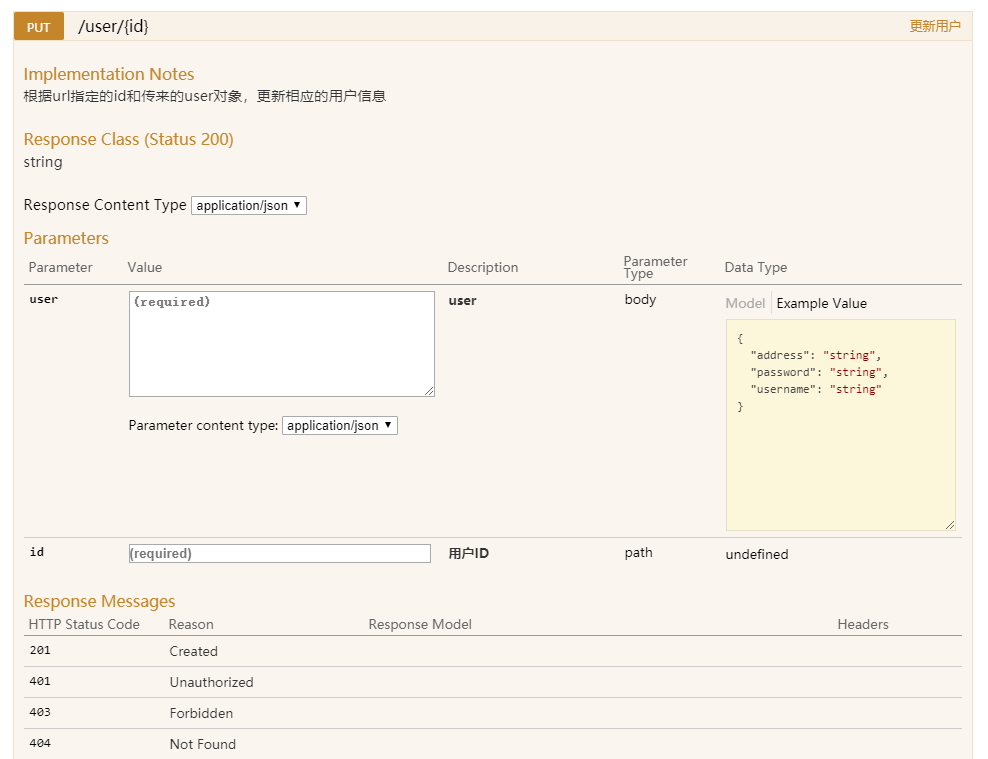 PUT /user/{id} 更新用户
Implementation Notes
根据url指定的id和传来的user对象，更新相应的用户信息
Response Class (Status 200)
string
Response Content Type application/json
Parameters
Parameter Value Description Parameter Type Data Type
user (required) user body Model Example Value
{
"address": "string",
"password": "string",
"username": "string"
}
Parameter content type: application/json
id (required) 用户ID path undefined
Response Messages
HTTP Status Code Reason Response Model Headers
201 Created
401 Unauthorized
403 Forbidden
404 Not Found